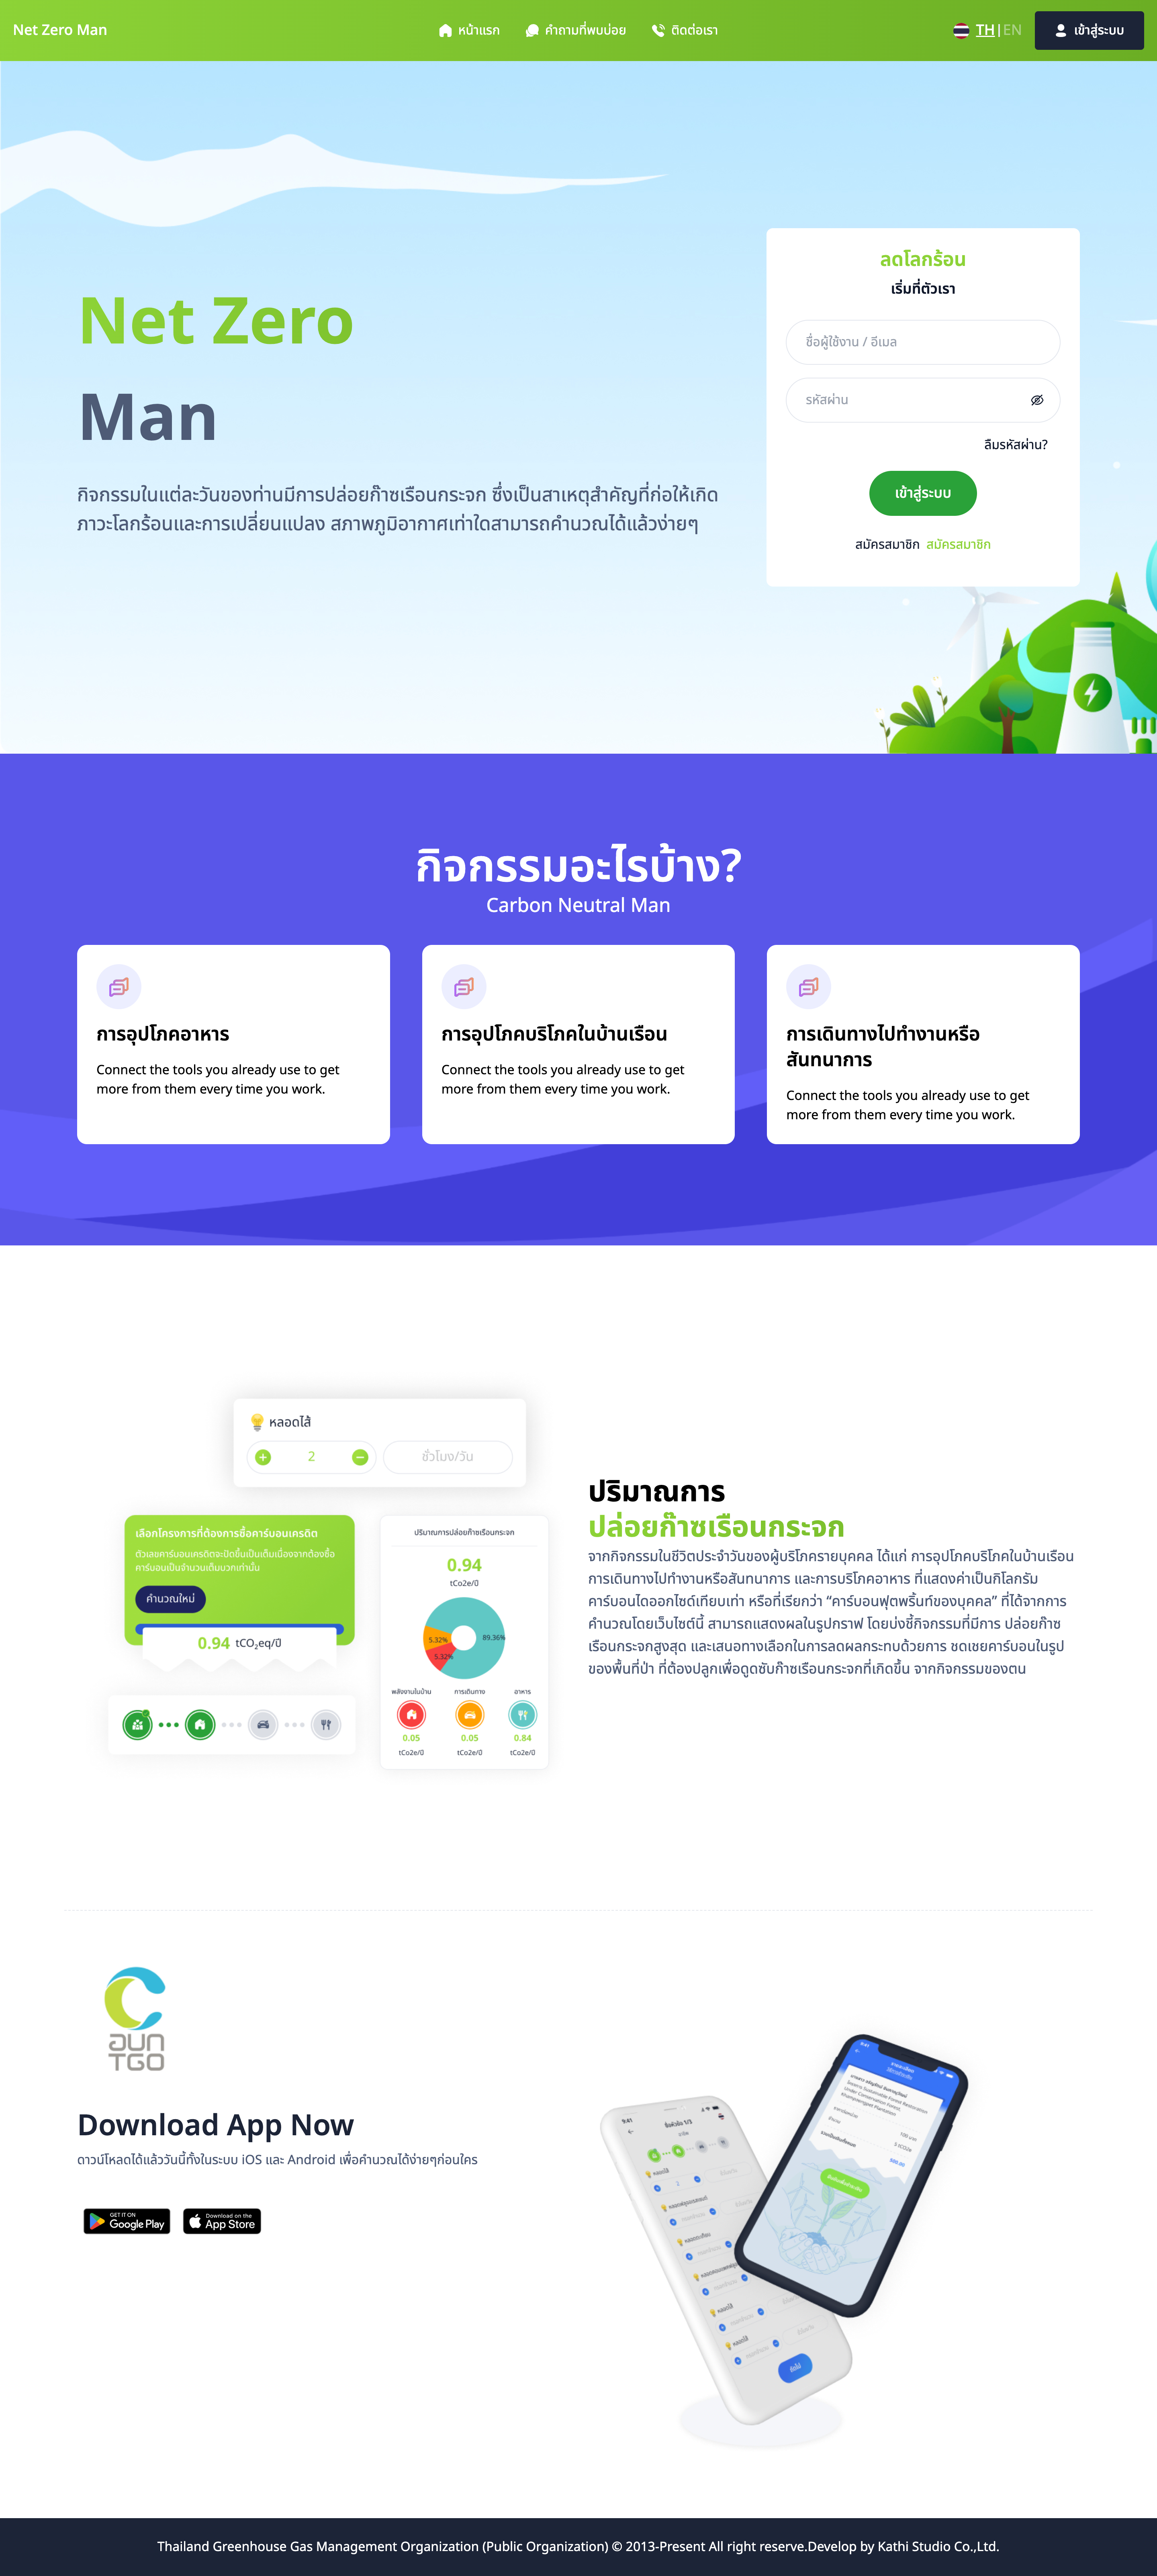 Net Zero Man
หน้าแรก
คำถามที่พบบ่อย
ติดต่อเรา
TH|EN
เข้าสู่ระบบ
Net Zero
Man
กิจกรรมในแต่ละวันของท่านมีการปล่อยก๊าซเรือนกระจก ซึ่งเป็นสาเหตุสำคัญที่ก่อให้เกิด
ภาวะโลกร้อนและการเปลี่ยนแปลง สภาพภูมิอากาศเท่าใดสามารถคำนวณได้แล้วง่ายๆ
ลดโลกร้อน
เริ่มที่ตัวเรา
ชื่อผู้ใช้งาน / อีเมล
รหัสผ่าน
ลืมรหัสผ่าน?
เข้าสู่ระบบ
สมัครสมาชิก สมัครสมาชิก
กิจกรรมอะไรบ้าง?
Carbon Neutral Man
การอุปโภคอาหาร
Connect the tools you already use to get
more from them every time you work.
การอุปโภคบริโภคในบ้านเรือน
Connect the tools you already use to get
more from them every time you work.
การเดินทางไปทำงานหรือ
สันทนาการ
Connect the tools you already use to get
more from them every time you work.
หลอดไส้
2
ชั่วโมง/วัน
เลือกโครงการที่ต้องการซื้อคาร์บอนเครดิต
ตัวเลขคาร์บอนเครดิตจะปัดขึ้นเป็นเต็มเนื่องจากต้องซื้อ
คาร์บอนเป็นจำนวนเต็มบวกเท่านั้น
คำนวณใหม่
0.94 tCO₂eq/ปี
ปริมาณการปล่อยก๊าซเรือนกระจก
0.94
tCo2e/ปี
5.32%
89.36%
5.32%
พลังงานในบ้าน
การเดินทาง
อาหาร
0.05
0.05
0.84
tCo2e/ปี
tCo2e/ปี
tCo2e/ปี
ปริมาณการ
ปล่อยก๊าซเรือนกระจก
จากกิจกรรมในชีวิตประจำวันของผู้บริโภครายบุคคล ได้แก่ การอุปโภคบริโภคในบ้านเรือน
การเดินทางไปทำงานหรือสันทนาการ และการบริโภคอาหาร ที่แสดงค่าเป็นกิโลกรัม
คาร์บอนไดออกไซด์เทียบเท่า หรือที่เรียกว่า “คาร์บอนฟุตพริ้นท์ของบุคคล” ที่ได้จากการ
คำนวณโดยเว็บไซต์นี้ สามารถแสดงผลในรูปกราฟ โดยบ่งชี้กิจกรรมที่มีการ ปล่อยก๊าซ
เรือนกระจกสูงสุด และเสนอทางเลือกในการลดผลกระทบด้วยการ ชดเชยคาร์บอนในรูป
ของพื้นที่ป่า ที่ต้องปลูกเพื่อดูดซับก๊าซเรือนกระจกที่เกิดขึ้น จากกิจกรรมของตน
TGO
Download App Now
ดาวน์โหลดได้แล้ววันนี้ทั้งในระบบ iOS และ Android เพื่อคำนวณได้ง่ายๆก่อนใคร
GET IT ON
Google Play
Download on the
App Store
9:41
หลอดไส้
หลอดไส้
หลอดไส้
ถัดไป
Thailand Greenhouse Gas Management Organization (Public Organization) © 2013-Present All right reserve.Develop by Kathi Studio Co.,Ltd.